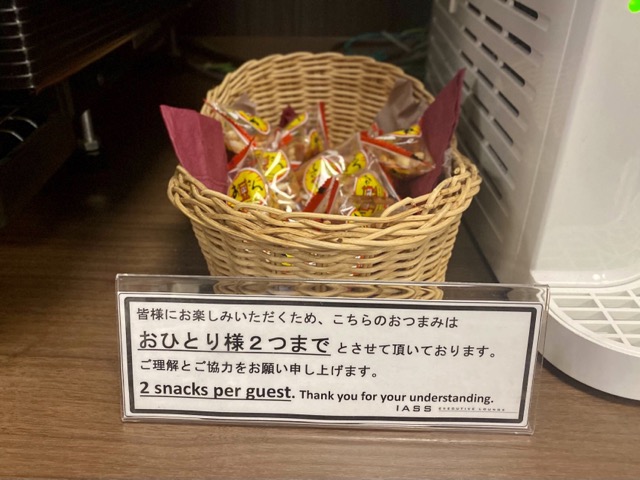 皆様にお楽しみいただくため、こちらのおつまみは
おひとり様２つまで とさせて頂いております。
ご理解とご協力をお願い申し上げます。
2 snacks per guest. Thank you for your understanding.
IASS EXECUTIVE LOUNGE